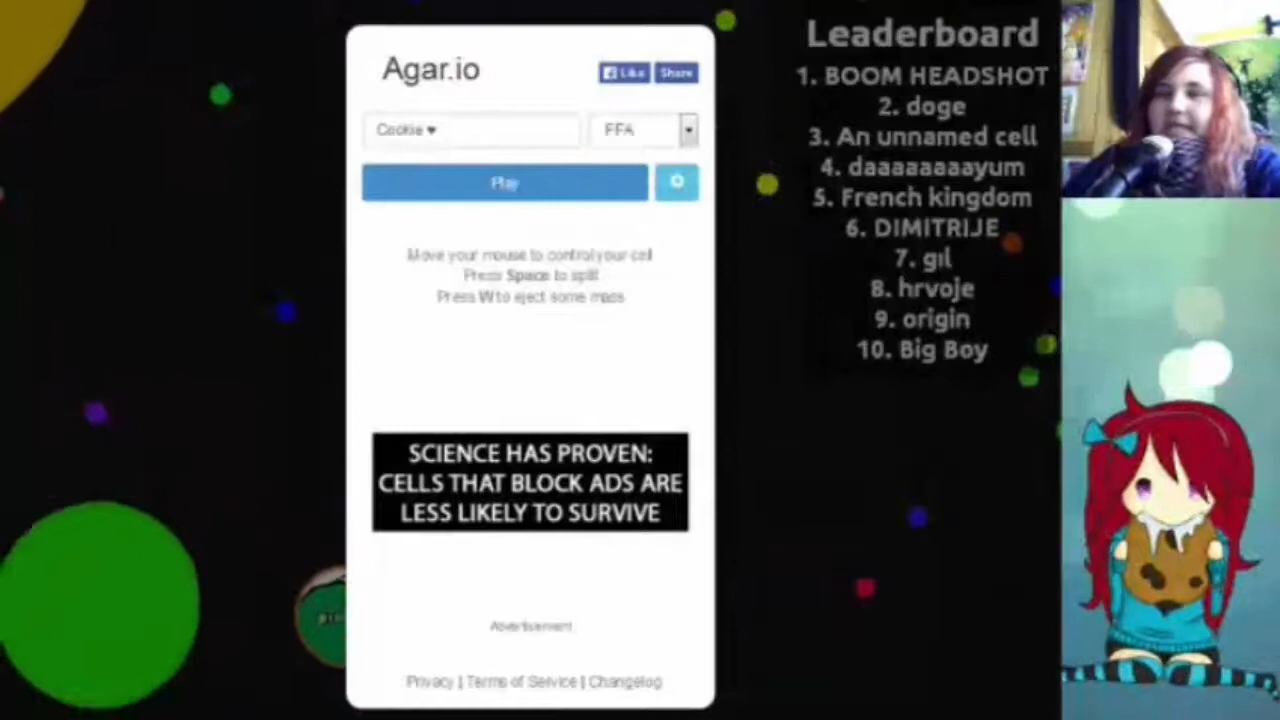 Agar.io
Like Share
Cookie ♥ FFA
Play
Move your mouse to control your cell
Press Space to split
Press W to eject some mass
SCIENCE HAS PROVEN:
CELLS THAT BLOCK ADS ARE
LESS LIKELY TO SURVIVE
Advertisement
Privacy | Terms of Service | Changelog
Leaderboard
1. BOOM HEADSHOT
2. doge
3. An unnamed cell
4. daaaaaaaayum
5. French kingdom
6. DIMITRIJE
7. gıl
8. hrvoje
9. origin
10. Big Boy